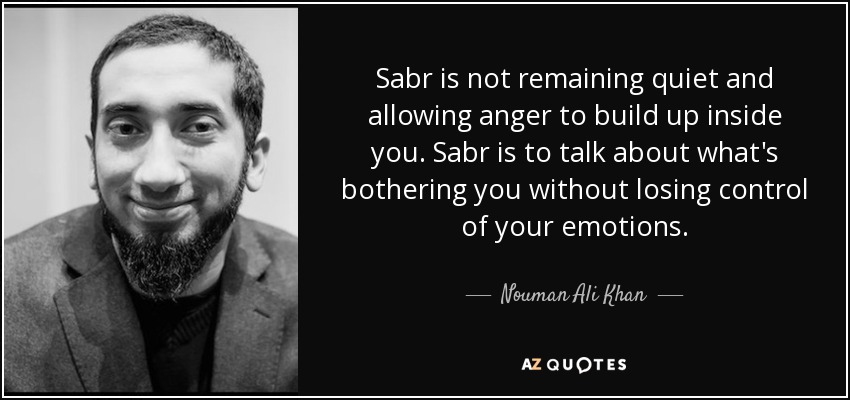 Sabr is not remaining quiet and
allowing anger to build up inside
you. Sabr is to talk about what's
bothering you without losing control
of your emotions.
Nouman Ali Khan
AZ QUOTES